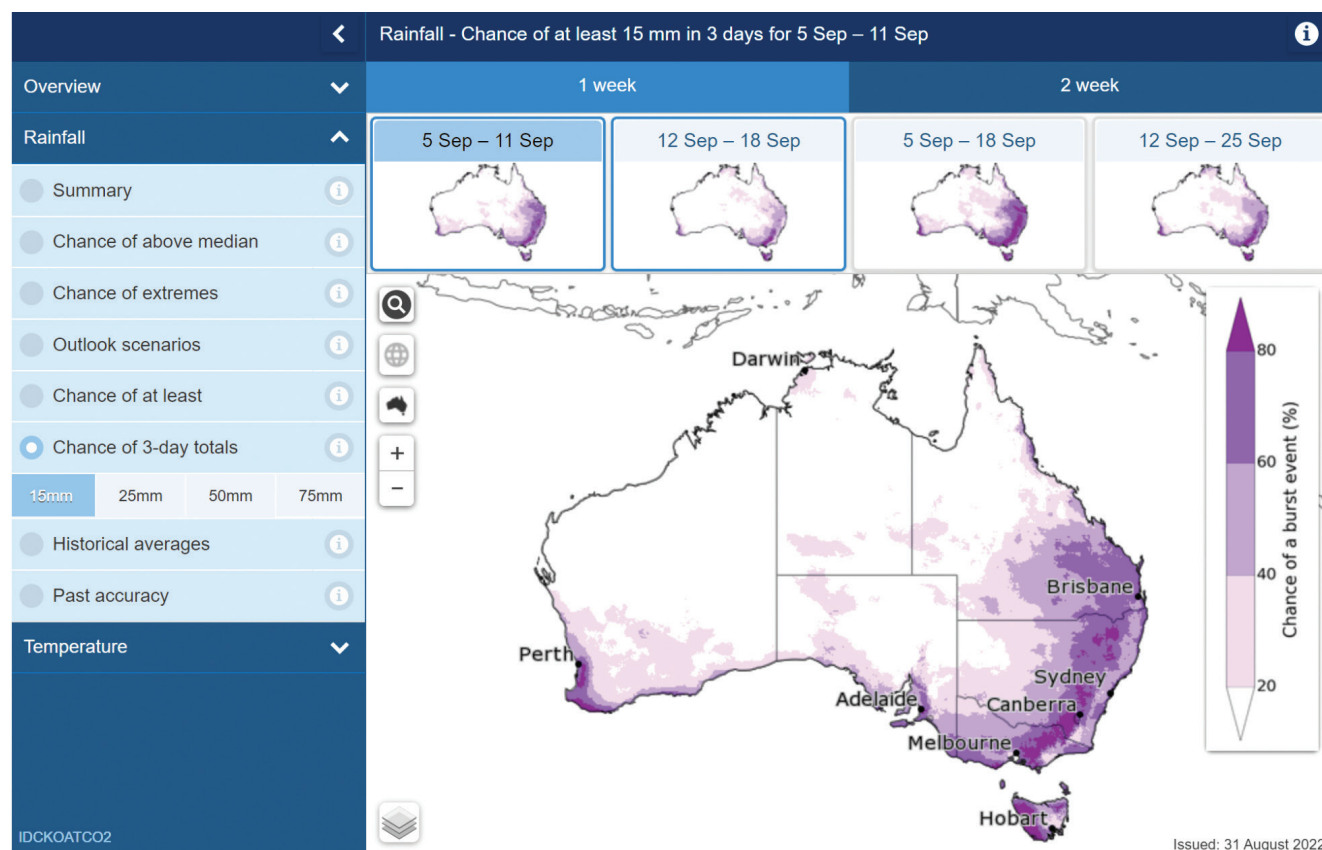 Rainfall - Chance of at least 15 mm in 3 days for 5 Sep – 11 Sep
Overview
1 week
2 week
Rainfall
5 Sep – 11 Sep
12 Sep – 18 Sep
5 Sep – 18 Sep
12 Sep – 25 Sep
Summary
Chance of above median
Chance of extremes
Outlook scenarios
Chance of at least
Chance of 3-day totals
15mm
25mm
50mm
75mm
Historical averages
Past accuracy
Temperature
IDCKOATCO2
+
−
Darwin
Brisbane
Perth
Sydney
Adelaide
Canberra
Melbourne
Hobart
80
60
40
20
Chance of a burst event (%)
Issued: 31 August 2022